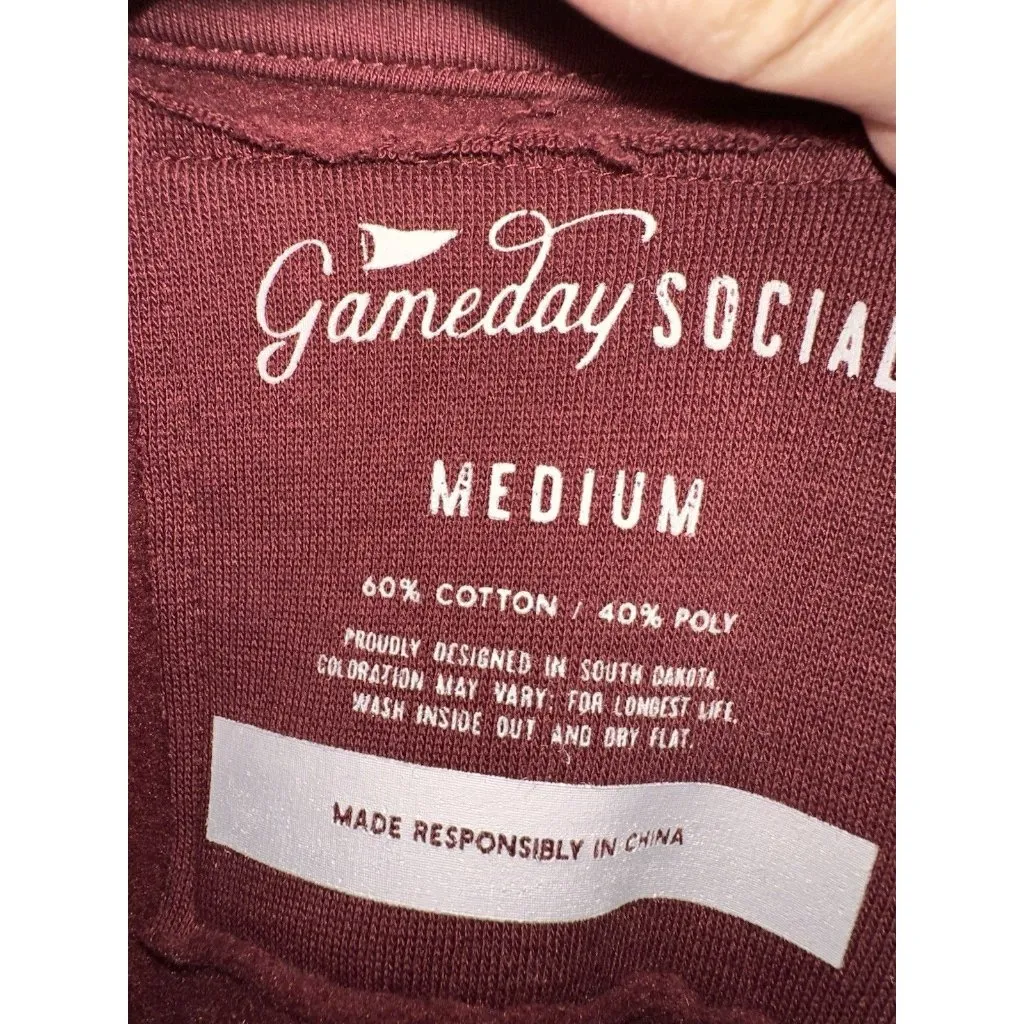 Gameday SOCIAL
MEDIUM
60% COTTON / 40% POLY
PROUDLY DESIGNED IN SOUTH DAKOTA.
COLORATION MAY VARY: FOR LONGEST LIFE,
WASH INSIDE OUT AND DRY FLAT.
MADE RESPONSIBLY IN CHINA